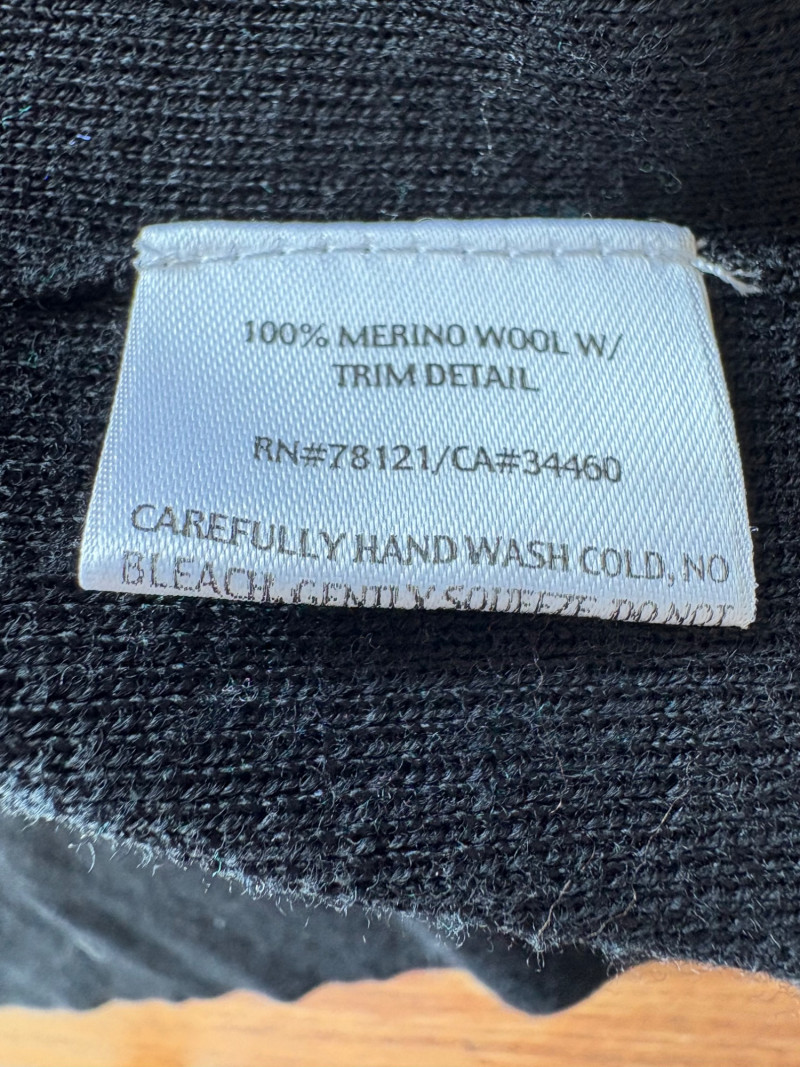 100% MERINO WOOL W/
TRIM DETAIL
RN#78121/CA#34460
CAREFULLY HAND WASH COLD, NO
BLEACH, GENTLY SQUEEZE, DO NOT